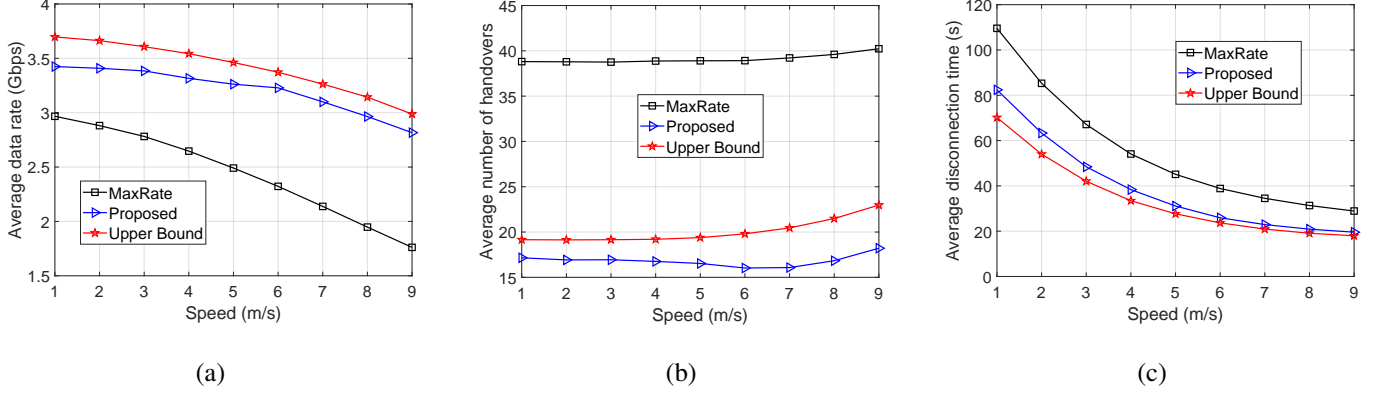 4
3.5
3
2.5
2
1.5
Average data rate (Gbps)
MaxRate
Proposed
Upper Bound
1 2 3 4 5 6 7 8 9
Speed (m/s)
(a)
45
40
35
30
25
20
15
Average number of handovers
MaxRate
Proposed
Upper Bound
1 2 3 4 5 6 7 8 9
Speed (m/s)
(b)
120
100
80
60
40
20
0
Average disconnection time (s)
MaxRate
Proposed
Upper Bound
1 2 3 4 5 6 7 8 9
Speed (m/s)
(c)